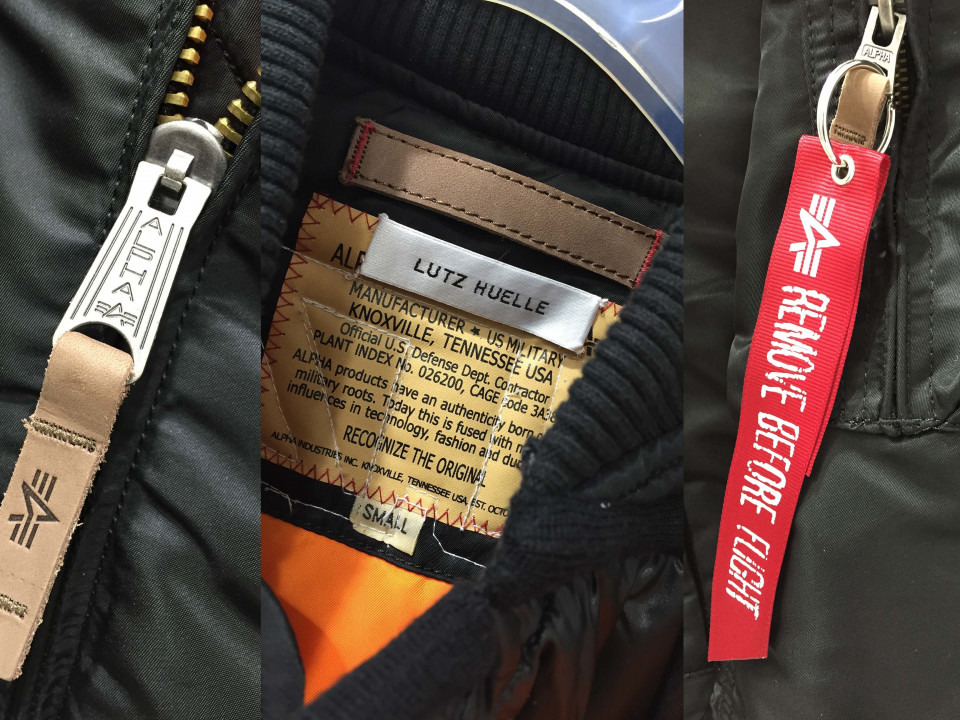 ALPHA
LUTZ HUELLE
MANUFACTURER ★ US MILITARY
KNOXVILLE, TENNESSEE USA
Official U.S. Defense Dept. Contractor
PLANT INDEX No. 026200, CAGE code
ALPHA products have an authenticity born
military roots. Today this is fused with
influences in technology, fashion and
RECOGNIZE THE ORIGINAL
ALPHA INDUSTRIES INC. KNOXVILLE, TENNESSEE USA, EST.
SMALL
ALPHA
REMOVE BEFORE FLIGHT